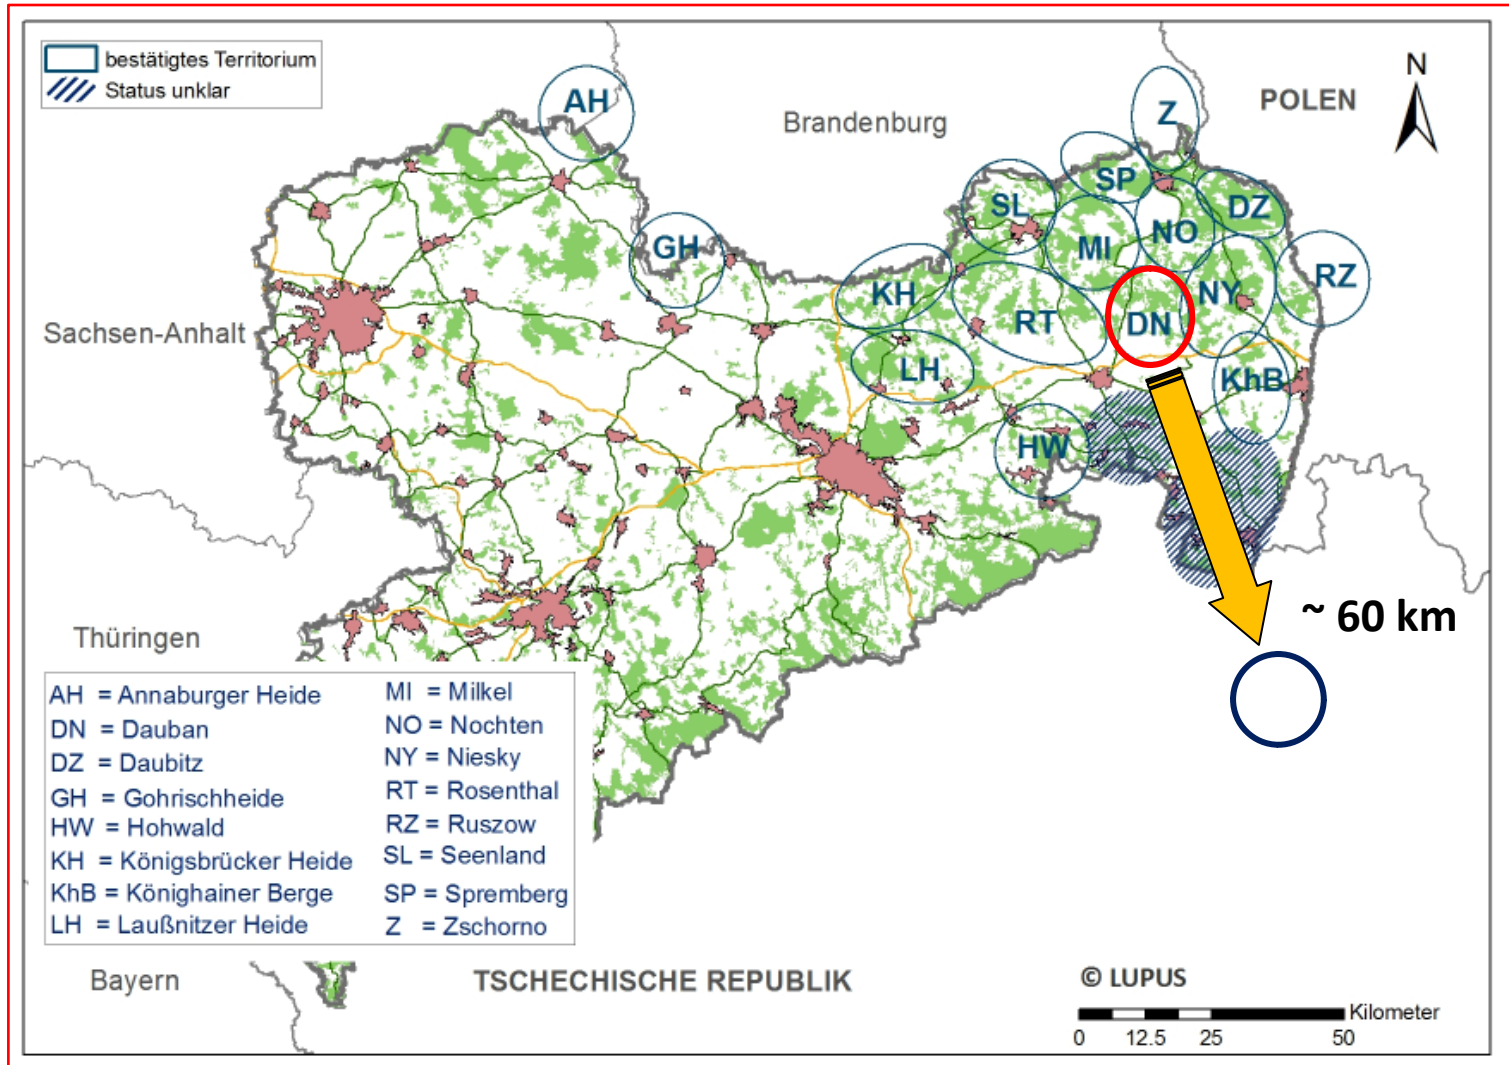 bestätigtes Territorium
Status unklar
N
POLEN
Brandenburg
AH
Z
SP
SL
DZ
NO
MI
GH
RZ
KH
NY
RT
DN
Sachsen-Anhalt
LH
KhB
HW
~ 60 km
Thüringen
AH = Annaburger Heide
DN = Dauban
DZ = Daubitz
GH = Gohrischheide
HW = Hohwald
KH = Königsbrücker Heide
KhB = Könighainer Berge
LH = Laußnitzer Heide
MI = Milkel
NO = Nochten
NY = Niesky
RT = Rosenthal
RZ = Ruszow
SL = Seenland
SP = Spremberg
Z = Zschorno
Bayern
TSCHECHISCHE REPUBLIK
© LUPUS
Kilometer
0 12.5 25 50